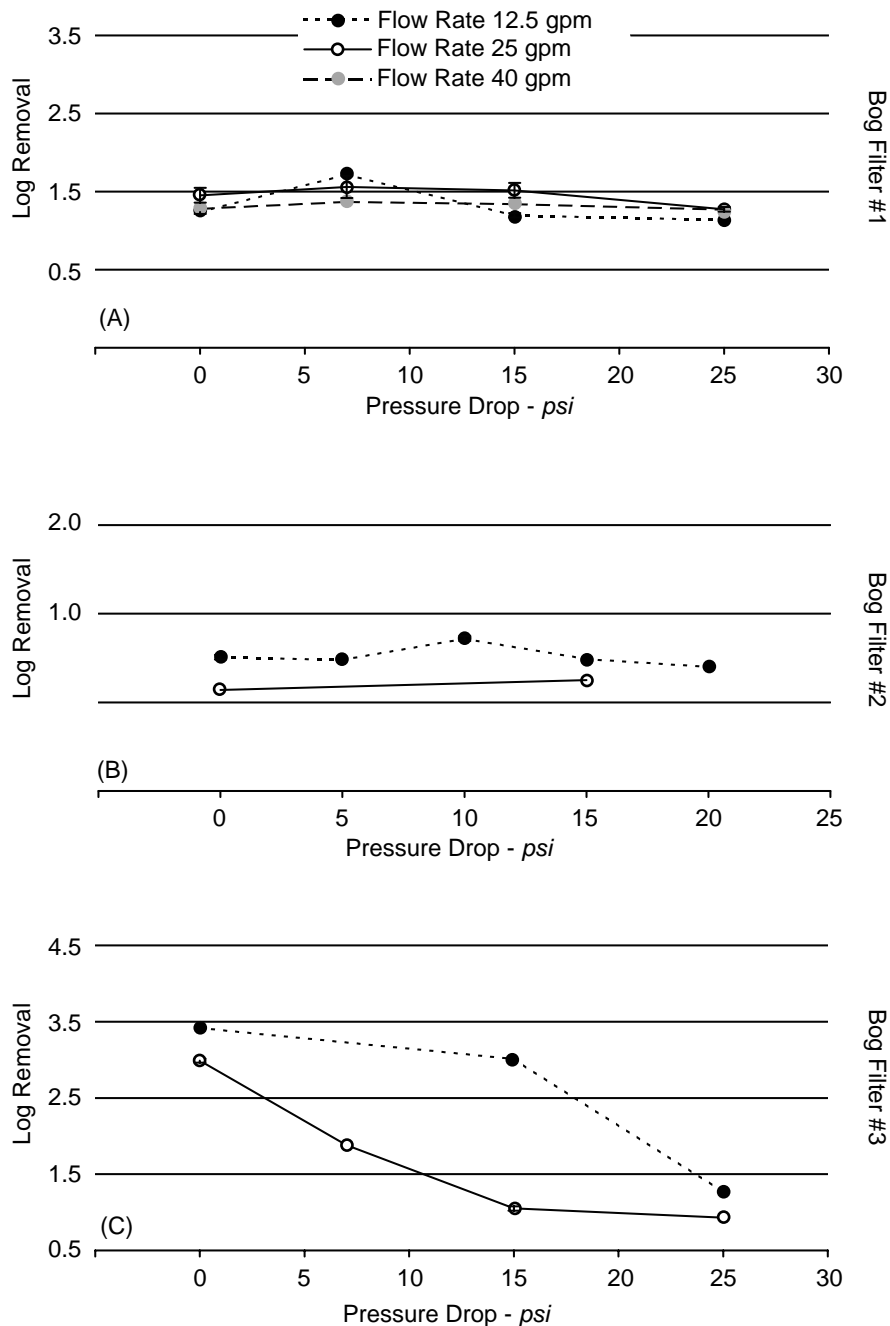 Flow Rate 12.5 gpm
Flow Rate 25 gpm
Flow Rate 40 gpm
3.5
2.5
1.5
0.5
Log Removal
Bog Filter #1
(A)
0 5 10 15 20 25 30
Pressure Drop - psi
2.0
1.0
Log Removal
Bog Filter #2
(B)
0 5 10 15 20 25
Pressure Drop - psi
4.5
3.5
2.5
1.5
0.5
Log Removal
Bog Filter #3
(C)
0 5 10 15 20 25 30
Pressure Drop - psi